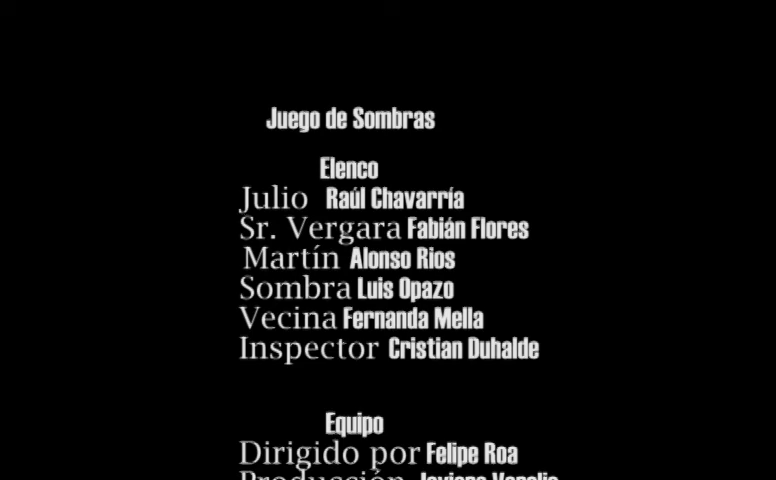 Juego de Sombras
Elenco
Julio Raúl Chavarría
Sr. Vergara Fabián Flores
Martín Alonso Rios
Sombra Luis Opazo
Vecina Fernanda Mella
Inspector Cristian Duhalde
Equipo
Dirigido por Felipe Roa
Producción